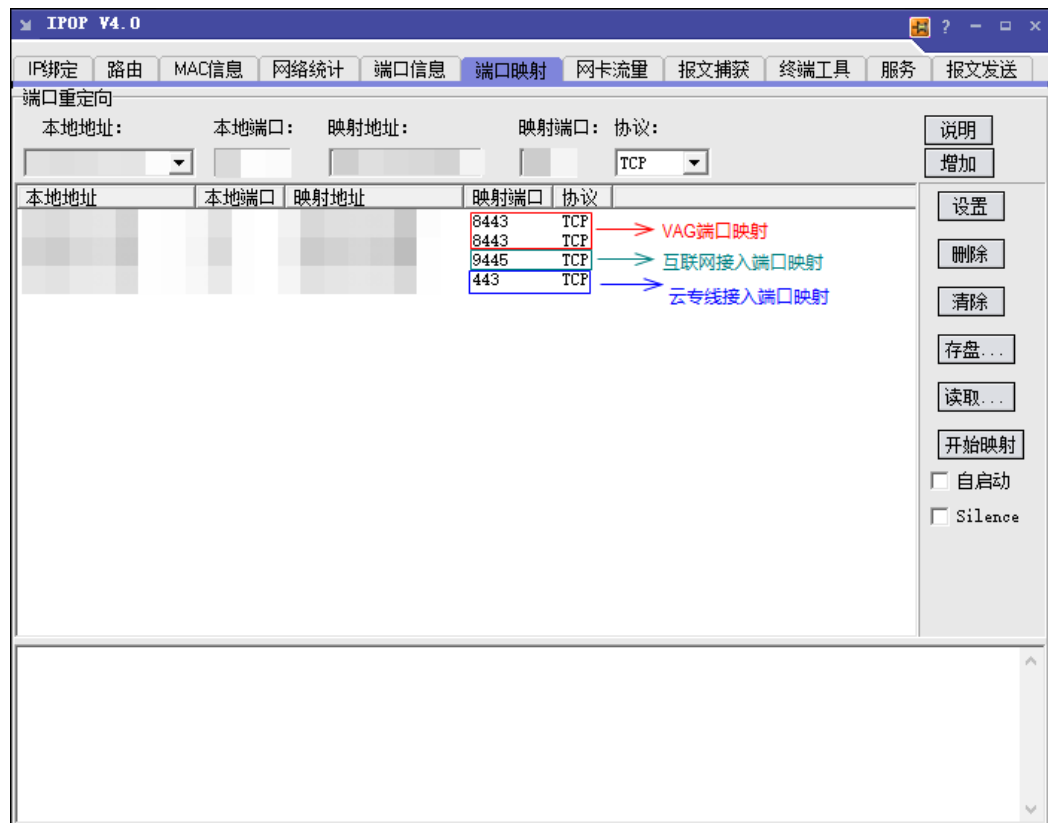 IPOP V4.0
IP绑定 路由 MAC信息 网络统计 端口信息 端口映射 网卡流量 报文捕获 终端工具 服务 报文发送
端口重定向
本地地址: 本地端口: 映射地址: 映射端口: 协议: 说明
TCP 增加
本地地址 本地端口 映射地址 映射端口 协议
设置
8443 TCP
8443 TCP
VAG端口映射
9445 TCP
互联网接入端口映射
443 TCP
云专线接入端口映射
删除
清除
存盘...
读取...
开始映射
自启动
Silence